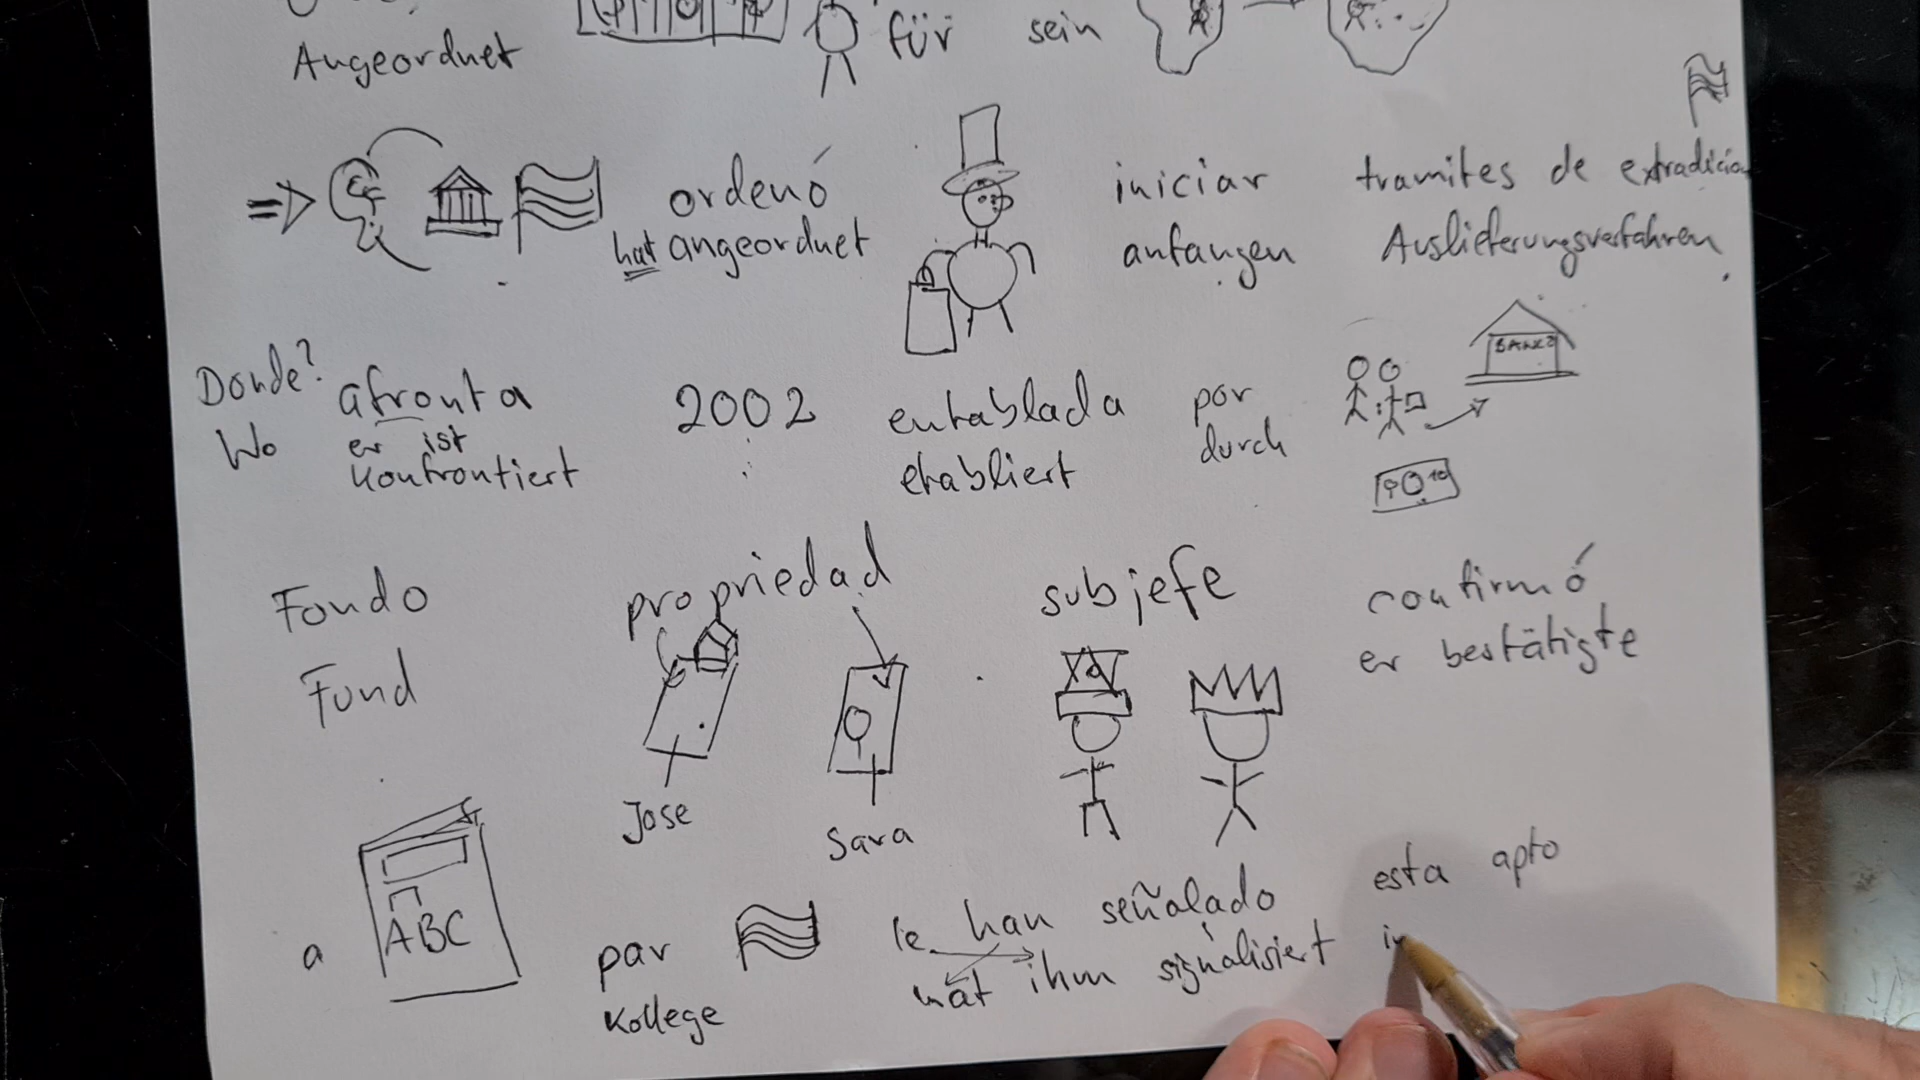 Angeordnet für sein
ordenó iniciar tramites de extradición
hat angeordnet anfangen Auslieferungsverfahren
Donde? afronta 2002 entablada por
Wo er ist konfrontiert etabliert durch
BANCO
Fondo propriedad subjefe confirmó
Fund er bestätigte
Jose Sara
a ABC par le han señalado esta apto
Kollege hat ihm signalisiert